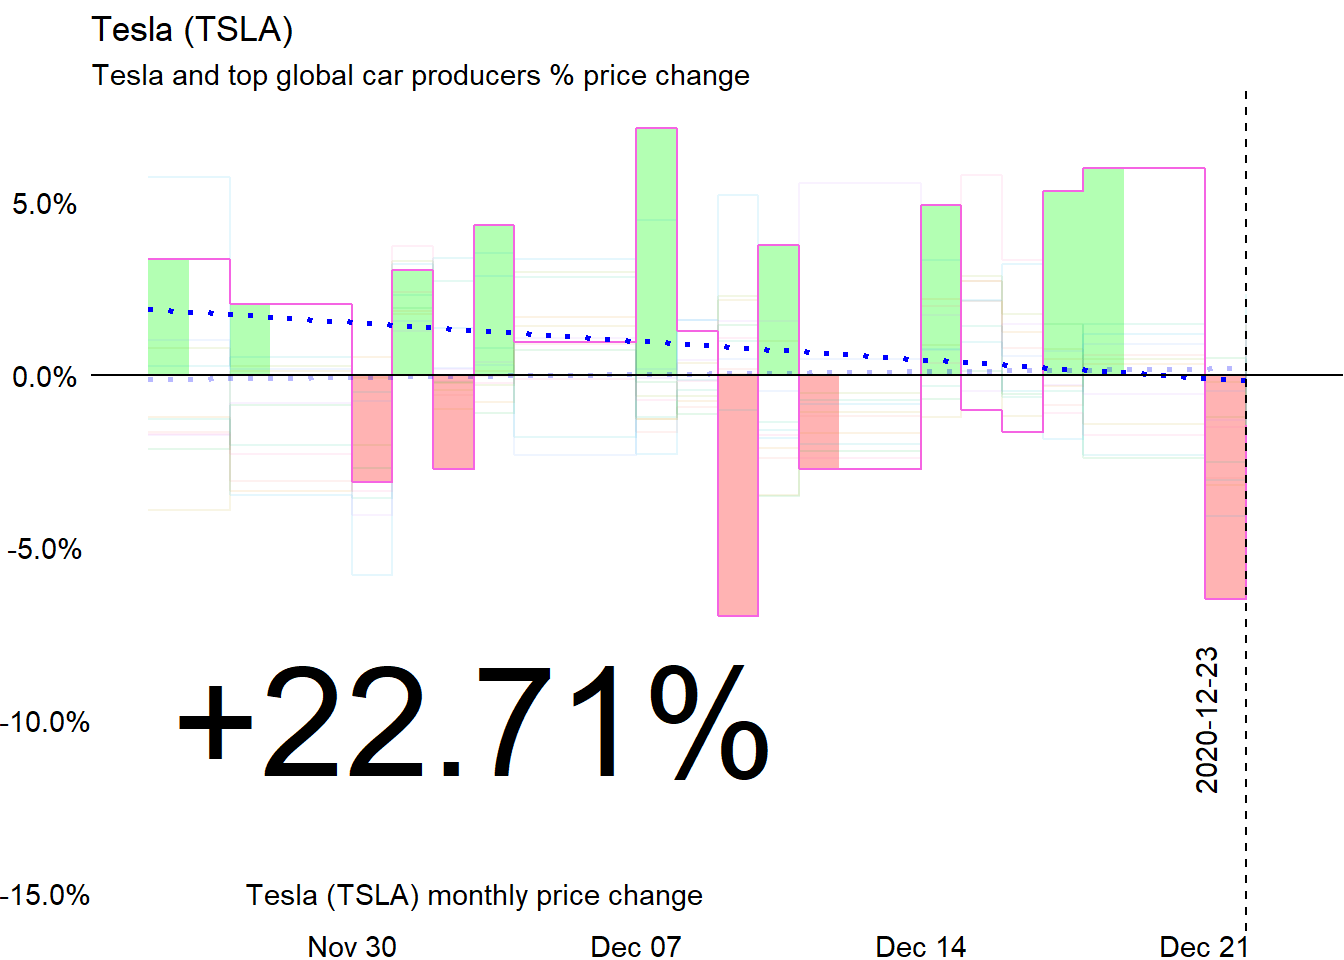 Tesla (TSLA)
Tesla and top global car producers % price change
5.0%
0.0%
-5.0%
-10.0%
-15.0%
+22.71%
2020-12-23
Tesla (TSLA) monthly price change
Nov 30
Dec 07
Dec 14
Dec 21